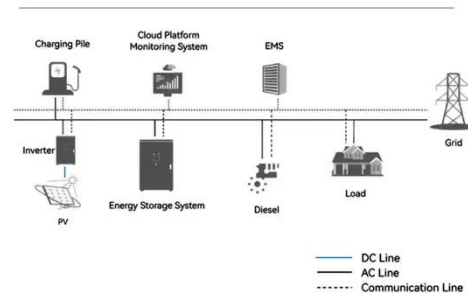 Charging Pile
Cloud Platform
Monitoring System
EMS
Grid
Inverter
PV
Energy Storage System
Diesel
Load
DC Line
AC Line
Communication Line